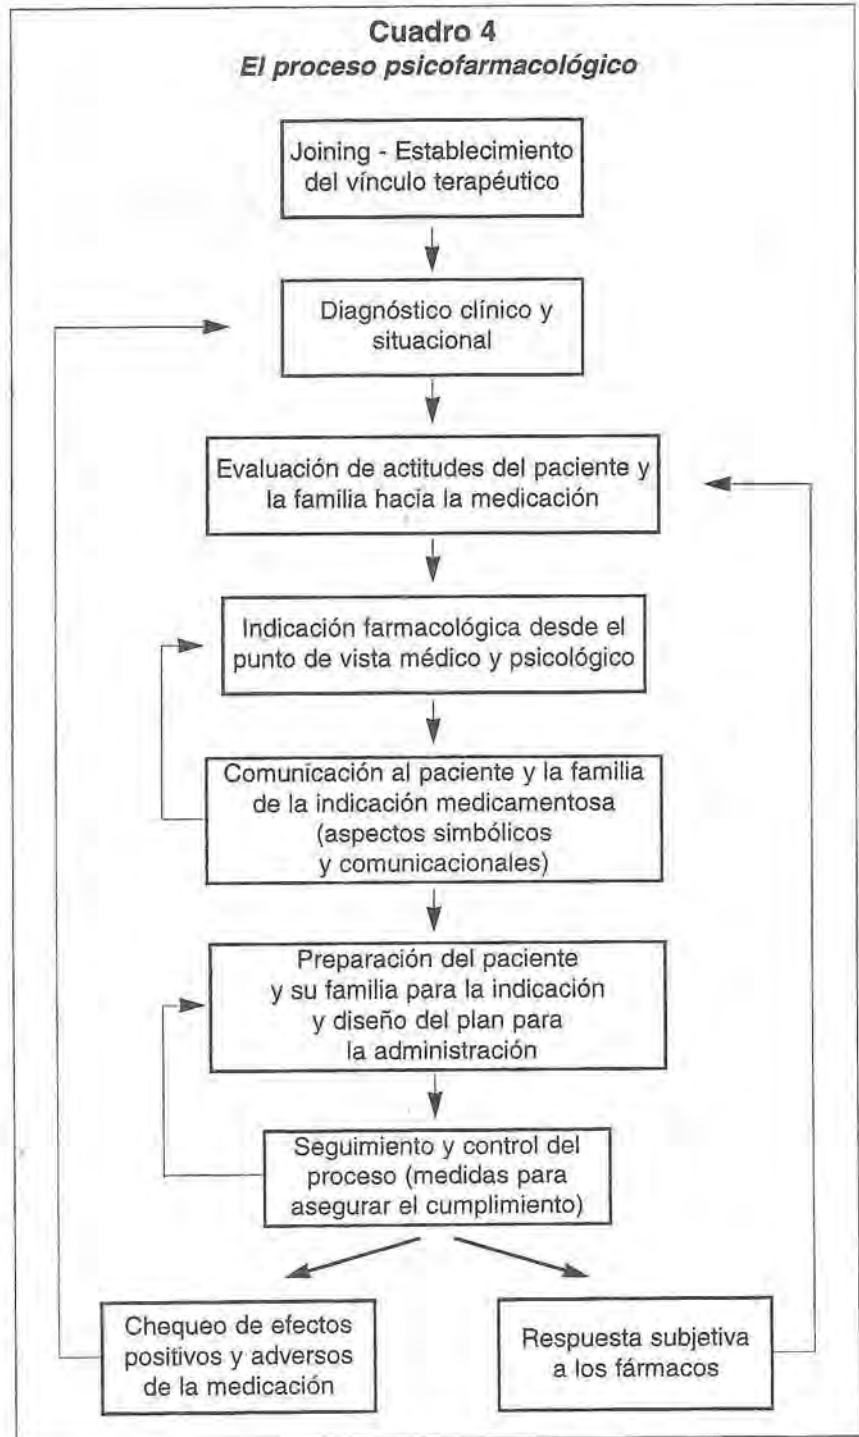 Cuadro 4
El proceso psicofarmacológico
Joining - Establecimiento
del vínculo terapéutico
Diagnóstico clínico y
situacional
Evaluación de actitudes del paciente y
la familia hacia la medicación
Indicación farmacológica desde el
punto de vista médico y psicológico
Comunicación al paciente y la familia
de la indicación medicamentosa
(aspectos simbólicos
y comunicacionales)
Preparación del paciente
y su familia para la indicación
y diseño del plan para
la administración
Seguimiento y control del
proceso (medidas para
asegurar el cumplimiento)
Chequeo de efectos
positivos y adversos
de la medicación
Respuesta subjetiva
a los fármacos